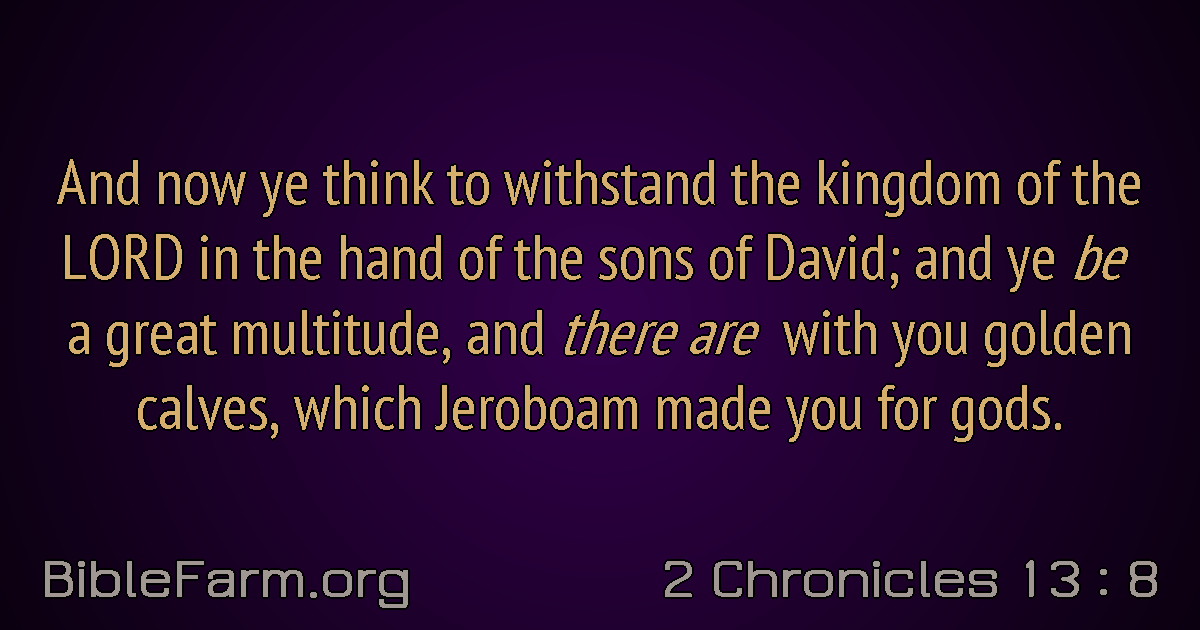 And now ye think to withstand the kingdom of the
LORD in the hand of the sons of David; and ye be
a great multitude, and there are with you golden
calves, which Jeroboam made you for gods.
BibleFarm.org
2 Chronicles 13 : 8